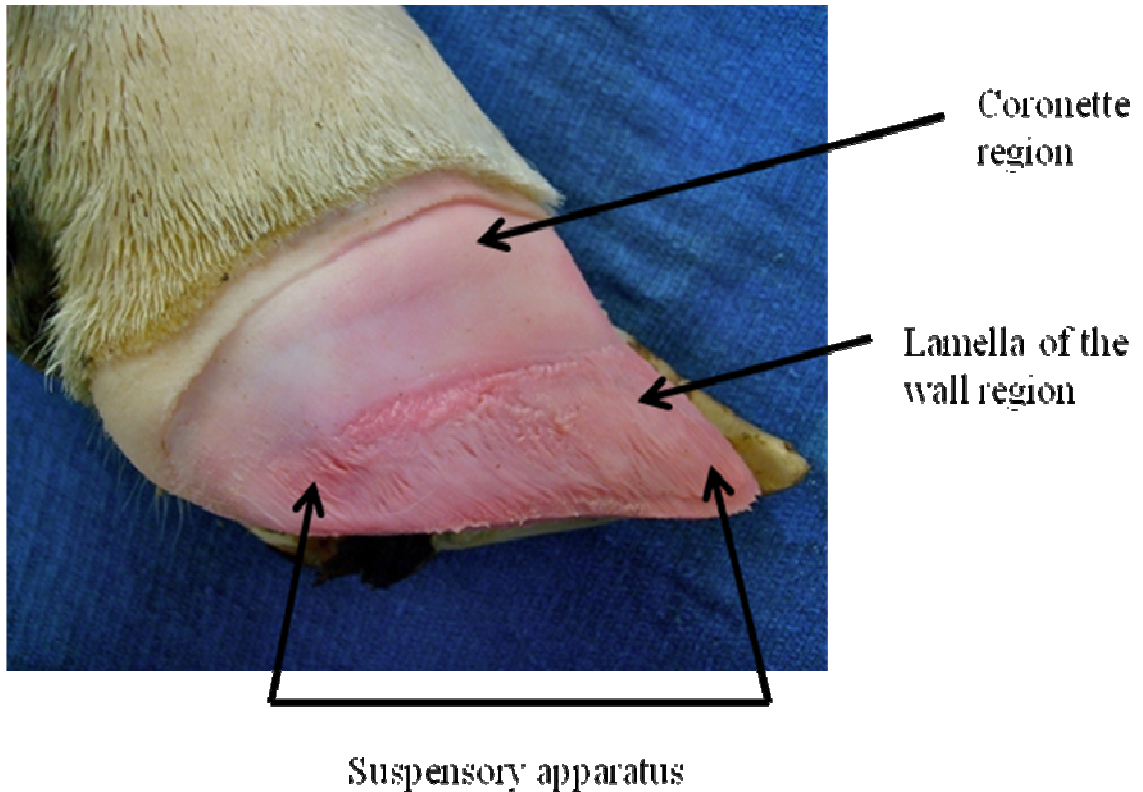 Coronette
region
Lamella of the
wall region
Suspensory apparatus